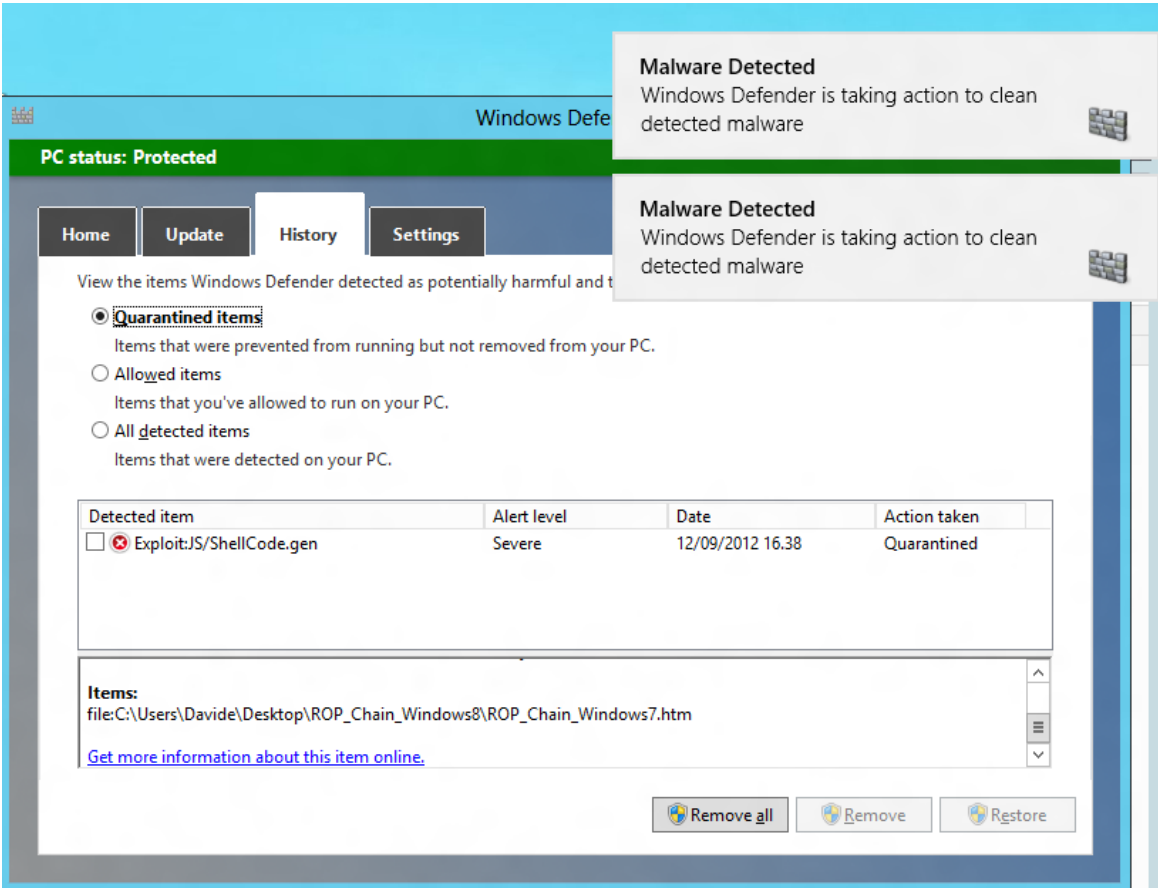 Malware Detected
Windows Defender is taking action to clean
detected malware
Windows Defe
PC status: Protected
Malware Detected
Windows Defender is taking action to clean
detected malware
Home
Update
History
Settings
View the items Windows Defender detected as potentially harmful and t
Quarantined items
Items that were prevented from running but not removed from your PC.
Allowed items
Items that you've allowed to run on your PC.
All detected items
Items that were detected on your PC.
Detected item Alert level Date Action taken
Exploit:JS/ShellCode.gen Severe 12/09/2012 16.38 Quarantined
Items:
file:C:\Users\Davide\Desktop\ROP_Chain_Windows8\ROP_Chain_Windows7.htm
Get more information about this item online.
Remove all
Remove
Restore